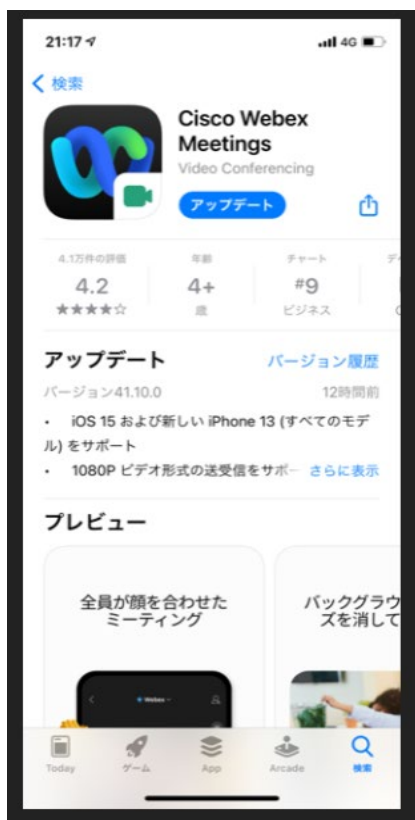 21:17
4G
検索
Cisco Webex
Meetings
Video Conferencing
アップデート
4.1万件の評価
年齢
チャート
4.2
4+
#9
★★★★☆
歳
ビジネス
アップデート
バージョン履歴
バージョン41.10.0
12時間前
• iOS 15 および新しい iPhone 13 (すべてのモデ
ル) をサポート
• 1080P ビデオ形式の送受信をサポー さらに表示
プレビュー
全員が顔を合わせた
ミーティング
バックグラウ
ズを消して
Webex
Today
ゲーム
App
Arcade
検索